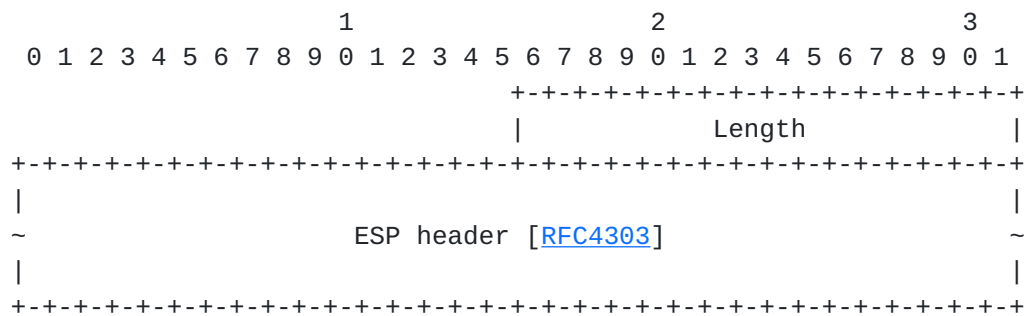 1                   2                   3
 0 1 2 3 4 5 6 7 8 9 0 1 2 3 4 5 6 7 8 9 0 1 2 3 4 5 6 7 8 9 0 1
                                +-+-+-+-+-+-+-+-+-+-+-+-+-+-+-+-+
                                |            Length             |
+-+-+-+-+-+-+-+-+-+-+-+-+-+-+-+-+-+-+-+-+-+-+-+-+-+-+-+-+-+-+-+-+
|                                                               |
~                     ESP header [RFC4303]                      ~
|                                                               |
+-+-+-+-+-+-+-+-+-+-+-+-+-+-+-+-+-+-+-+-+-+-+-+-+-+-+-+-+-+-+-+-+